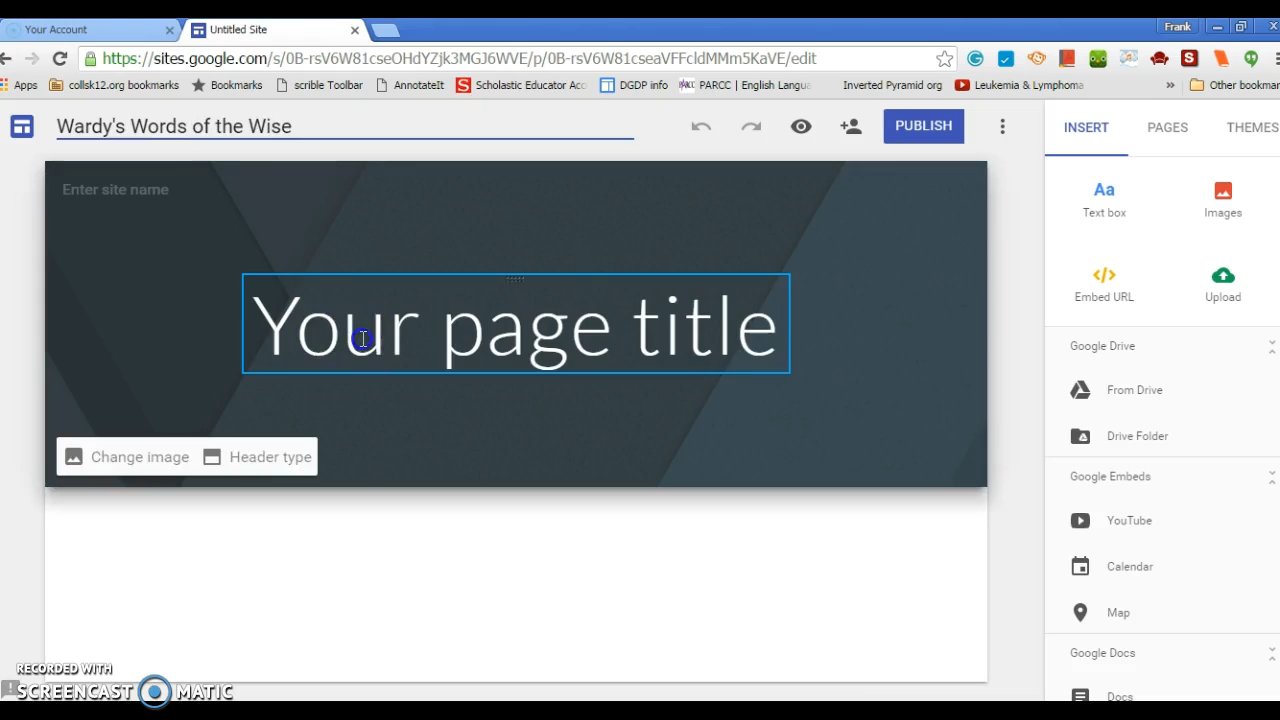 Your Account
Untitled Site
Frank
https://sites.google.com/s/0B-rsV6W81cseOHdYZjk3MGJ6WVE/p/0B-rsV6W81cseaVFFcldMMm5KaVE/edit
Apps
collsk12.org bookmarks
Bookmarks
scrible Toolbar
AnnotateIt
Scholastic Educator Acc
DGDP info
PARCC | English Langua
Inverted Pyramid org
Leukemia & Lymphoma
»
Other bookmar
Wardy's Words of the Wise
PUBLISH
INSERT
PAGES
THEMES
Enter site name
Your page title
Change image
Header type
Aa
Text box
Images
Embed URL
Upload
Google Drive
From Drive
Drive Folder
Google Embeds
YouTube
Calendar
Map
Google Docs
Docs
RECORDED WITH
SCREENCAST MATIC